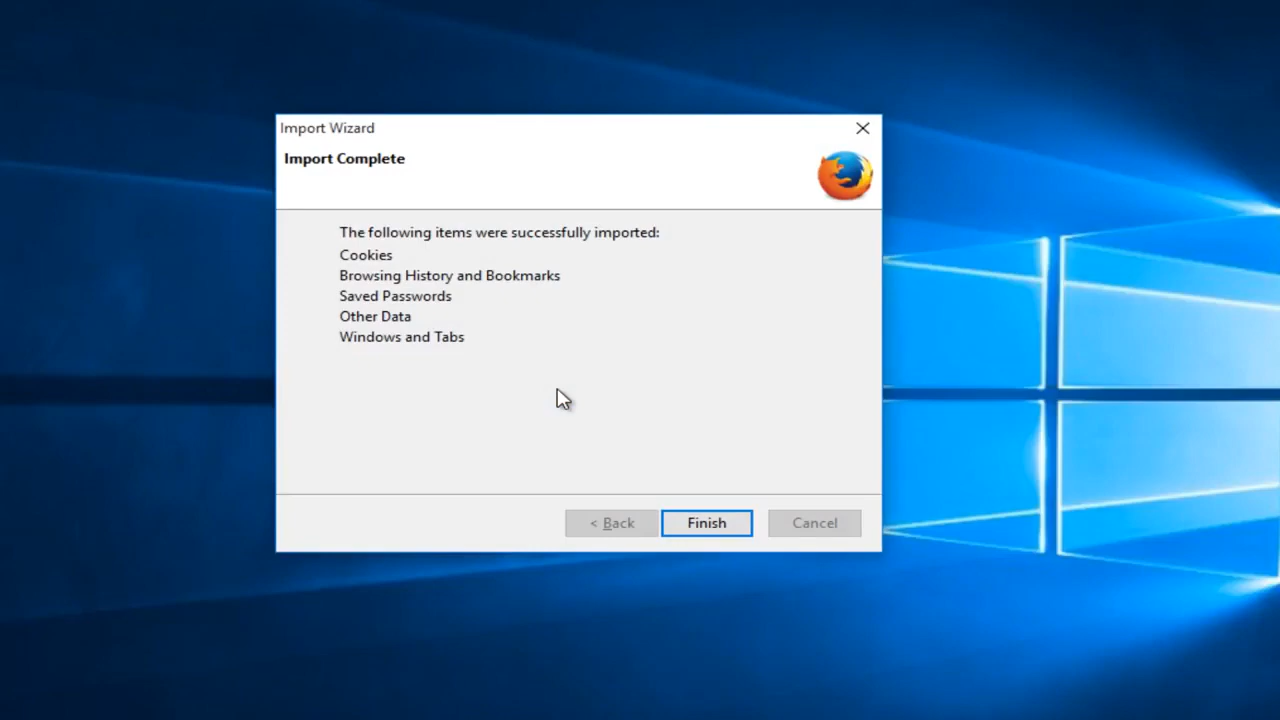 Import Wizard
Import Complete
The following items were successfully imported:
Cookies
Browsing History and Bookmarks
Saved Passwords
Other Data
Windows and Tabs
< Back Finish Cancel